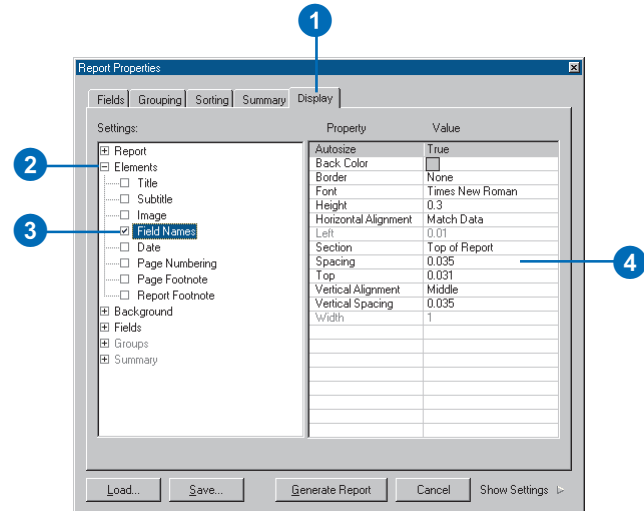 1
Report Properties
Fields Grouping Sorting Summary Display
Settings:
Property Value
2
3
4
Report
Elements
Title
Subtitle
Image
Field Names
Date
Page Numbering
Page Footnote
Report Footnote
Background
Fields
Groups
Summary
Autosize True
Back Color
Border None
Font Times New Roman
Height 0.3
Horizontal Alignment Match Data
Left 0.01
Section Top of Report
Spacing 0.035
Top 0.031
Vertical Alignment Middle
Vertical Spacing 0.035
Width 1
Load... Save... Generate Report Cancel Show Settings